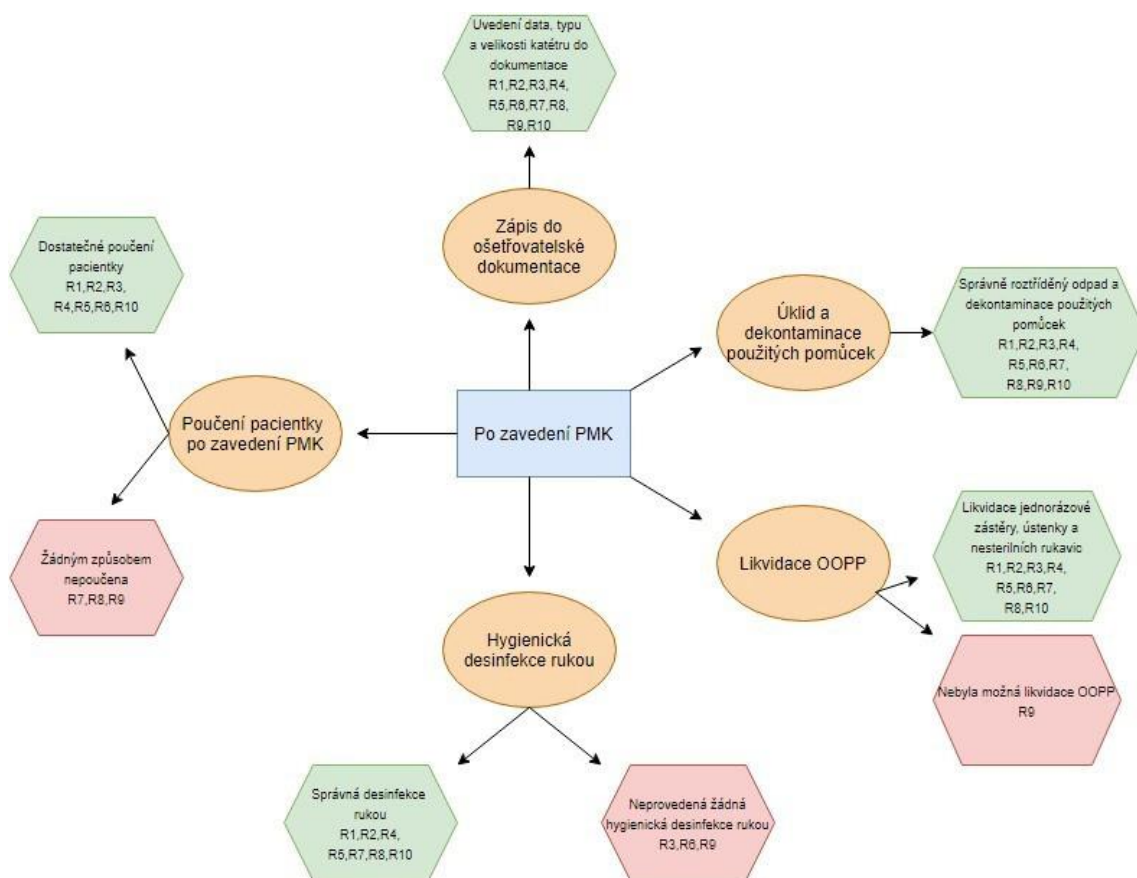 Uvedení data, typu
a velikosti katétru do
dokumentace
R1,R2,R3,R4,
R5,R6,R7,R8,
R9,R10
Zápis do
ošetřovatelské
dokumentace
Dostatečné poučení
pacientky
R1,R2,R3,
R4,R5,R6,R10
Úklid a
dekontaminace
použitých pomůcek
Správně roztříděný odpad a
dekontaminace použitých
pomůcek
R1,R2,R3,R4,
R5,R6,R7,
R8,R9,R10
Poučení pacientky
po zavedení PMK
Po zavedení PMK
Žádným způsobem
nepoučena
R7,R8,R9
Likvidace OOPP
Likvidace jednorázové
zástěry, ústenky a
nesterilních rukavic
R1,R2,R3,R4,
R5,R6,R7,
R8,R10
Hygienická
desinfekce rukou
Nebyla možná likvidace OOPP
R9
Správná desinfekce
rukou
R1,R2,R4,
R5,R7,R8,R10
Neprovedená žádná
hygienická desinfekce rukou
R3,R6,R9